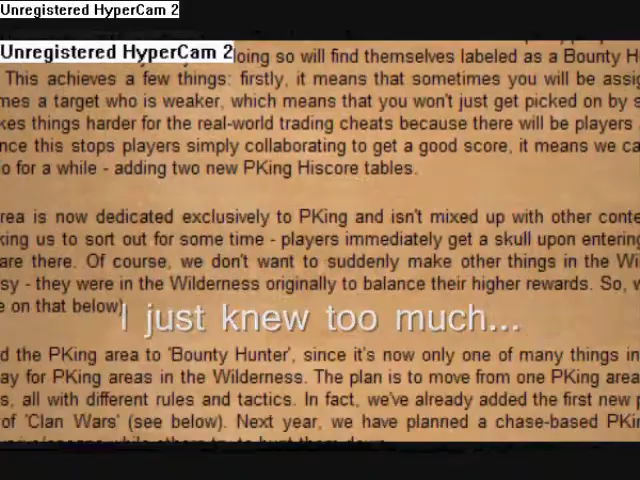 Unregistered HyperCam 2
Unregistered HyperCam 2
doing so will find themselves labeled as a Bounty H
This achieves a few things: firstly, it means that sometimes you will be assig
mes a target who is weaker, which means that you won't just get picked on by s
kes things harder for the real-world trading cheats because there will be players
nce this stops players simply collaborating to get a good score, it means we ca
o for a while - adding two new PKing Hiscore tables.
rea is now dedicated exclusively to PKing and isn't mixed up with other conte
king us to sort out for some time - players immediately get a skull upon entering
are there. Of course, we don't want to suddenly make other things in the Wi
sy - they were in the Wilderness originally to balance their higher rewards. So, w
e on that below)
I just knew too much...
d the PKing area to 'Bounty Hunter', since it's now only one of many things in
ay for PKing areas in the Wilderness. The plan is to move from one PKing area
s, all with different rules and tactics. In fact, we've already added the first new p
of 'Clan Wars' (see below). Next year, we have planned a chase-based PKin
while others try to hunt them down